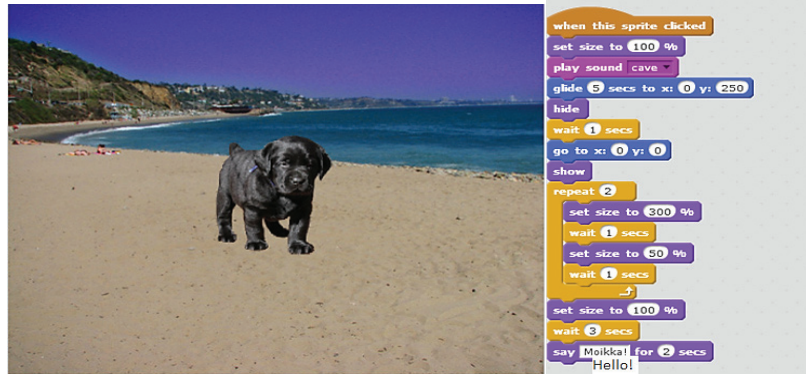 when this sprite clicked
set size to 100 %
play sound cave
glide 5 secs to x: 0 y: 250
hide
wait 1 secs
go to x: 0 y: 0
show
repeat 2
set size to 300 %
wait 1 secs
set size to 50 %
wait 1 secs
set size to 100 %
wait 3 secs
say Moikka! for 2 secs
Hello!